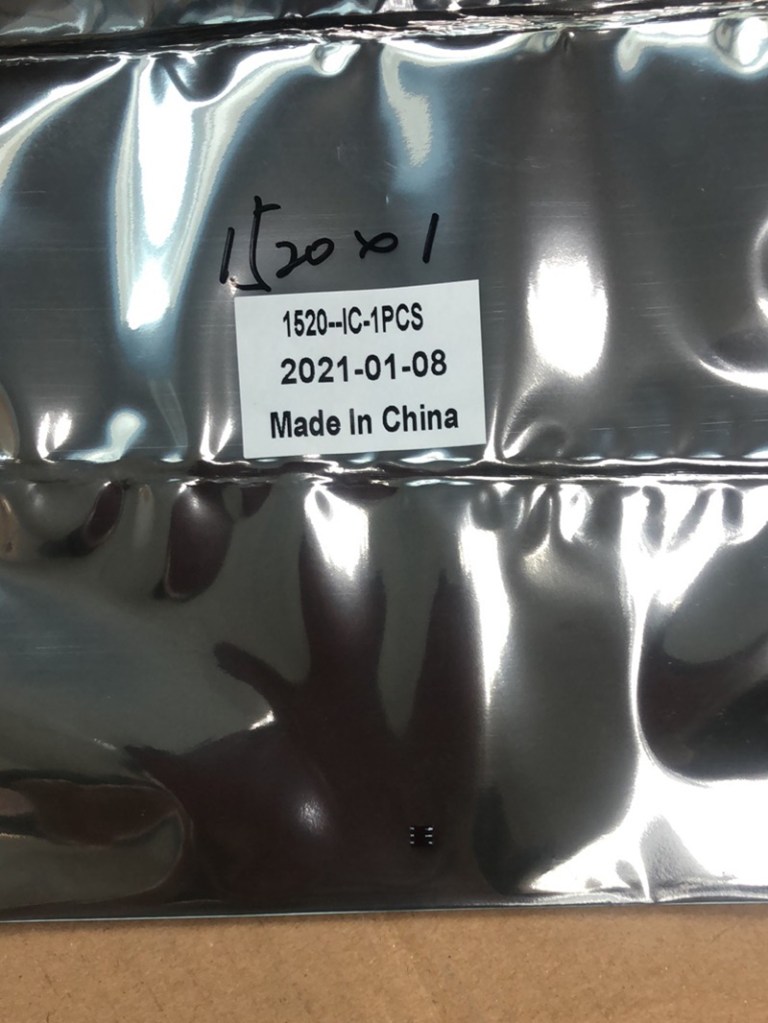 1520x1
1520--IC-1PCS
2021-01-08
Made In China